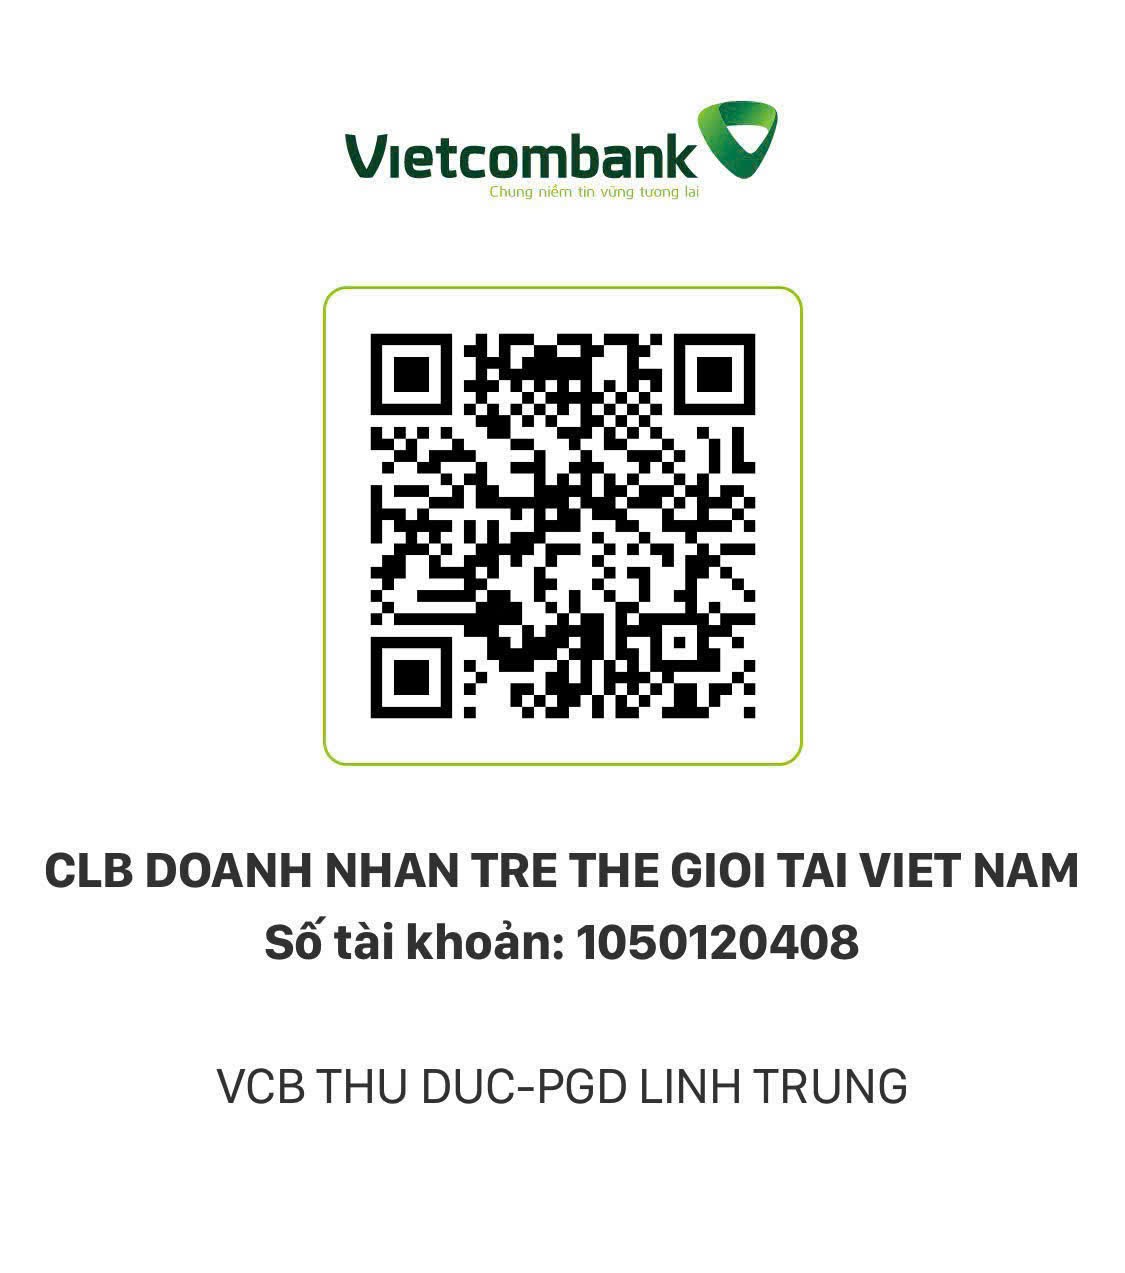 Vietcombank
Chung niềm tin vững tương lai
CLB DOANH NHAN TRE THE GIOI TAI VIET NAM
Số tài khoản: 1050120408
VCB THU DUC-PGD LINH TRUNG